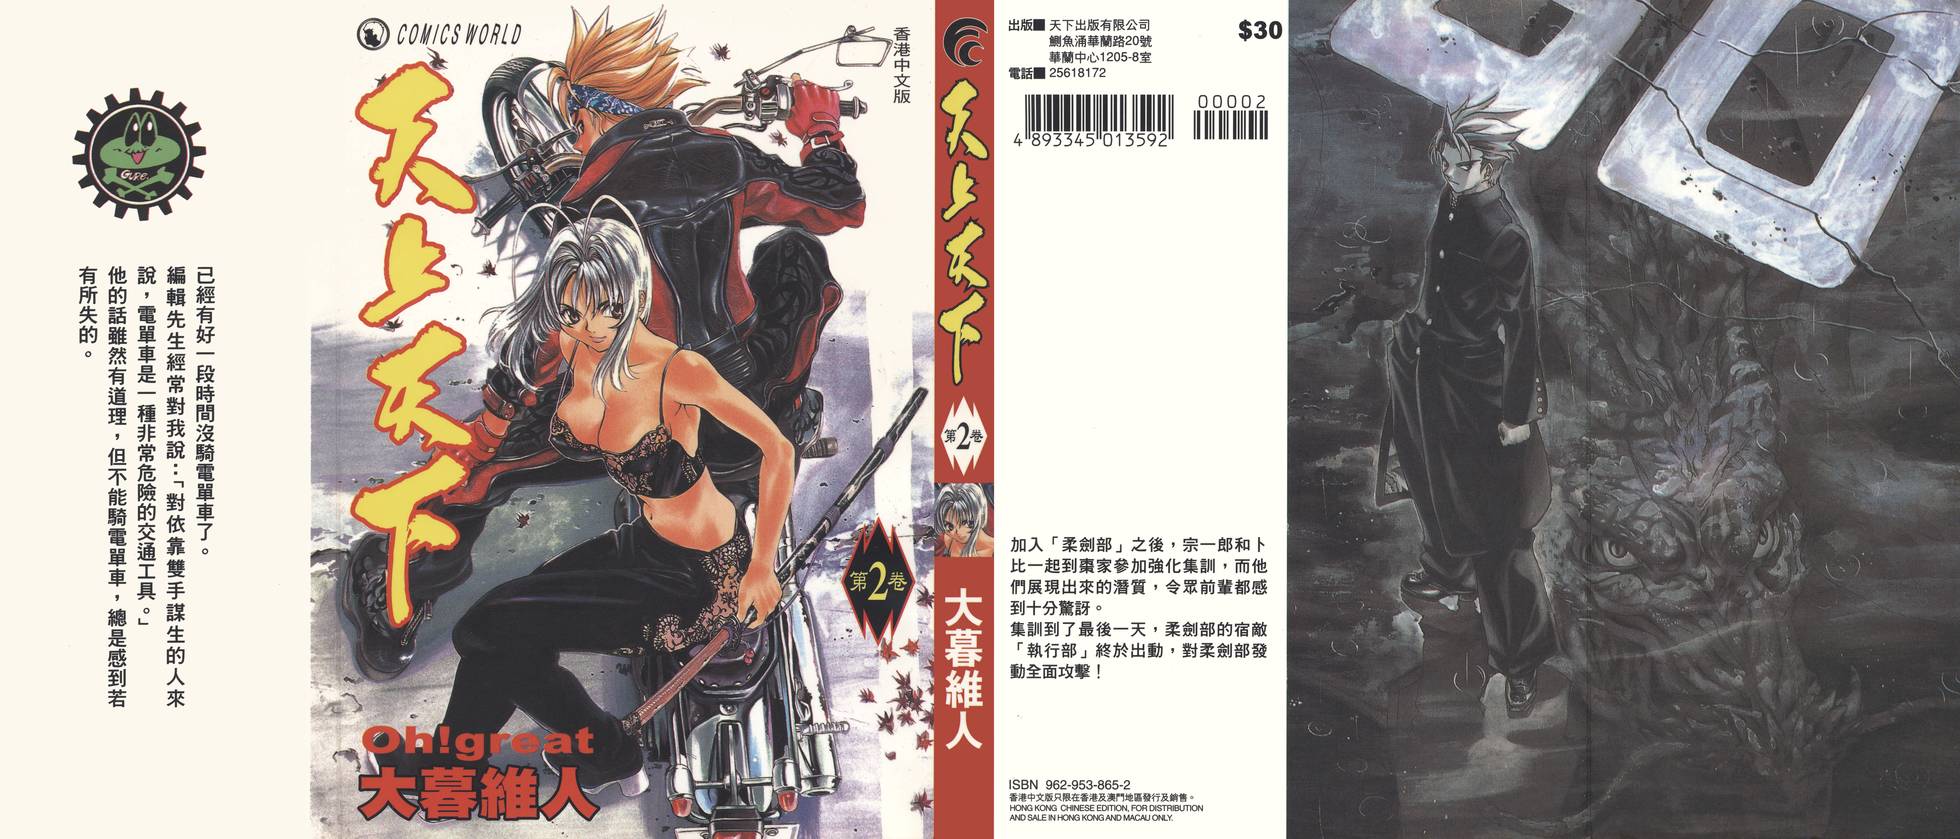 Gure.
已經有好一段時間沒騎電單車了。
編輯先生經常對我說：「對依靠雙手謀生的人來
說，電單車是一種非常危險的交通工具。」
他的話雖然有道理，但不能騎電單車，總是感到若
有所失的。
COMICS WORLD
天上天下
香港中文版
第2卷
Oh!great
大暮維人
天上天下
第2卷
大暮維人
出版■ 天下出版有限公司
鰂魚涌華蘭路20號
華蘭中心1205-8室
電話■ 25618172
$30
00002
4 893345 013592
加入「柔劍部」之後，宗一郎和卜
比一起到棗家參加強化集訓，而他
們展現出來的潛質，令眾前輩都感
到十分驚訝。
集訓到了最後一天，柔劍部的宿敵
「執行部」終於出動，對柔劍部發
動全面攻擊！
ISBN 962-953-865-2
香港中文版只限在香港及澳門地區發行及銷售。
HONG KONG CHINESE EDITION, FOR DISTRIBUTION
AND SALE IN HONG KONG AND MACAU ONLY.